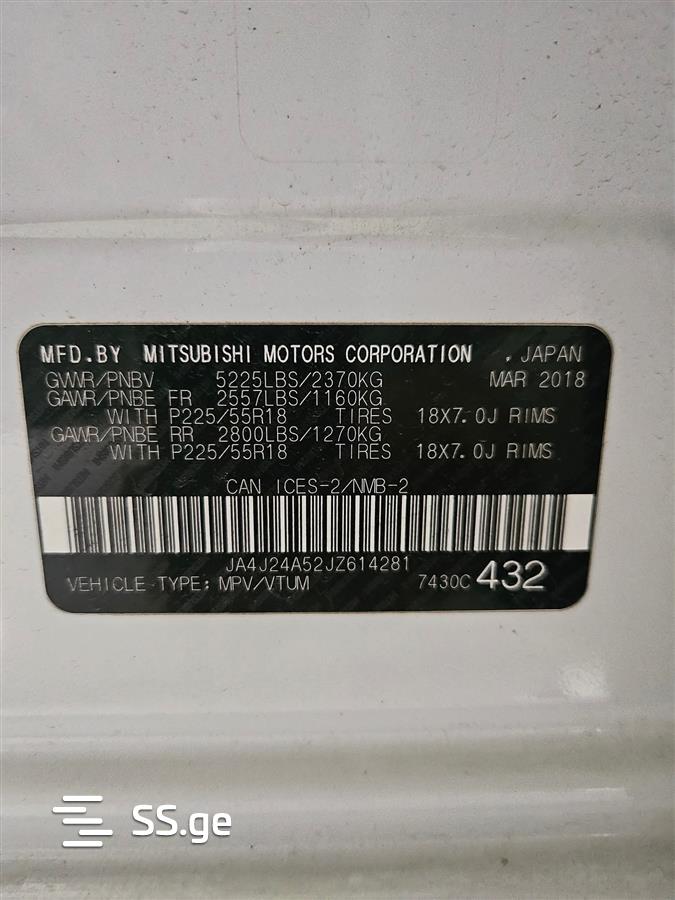 MFD.BY MITSUBISHI MOTORS CORPORATION , JAPAN
GVWR/PNBV 5225LBS/2370KG MAR 2018
GAWR/PNBE FR 2557LBS/1160KG
WITH P225/55R18 TIRES 18X7.0J RIMS
GAWR/PNBE RR 2800LBS/1270KG
WITH P225/55R18 TIRES 18X7.0J RIMS
CAN ICES-2/NMB-2
JA4J24A52JZ614281
VEHICLE TYPE: MPV/VTUM 7430C 432
SS.ge